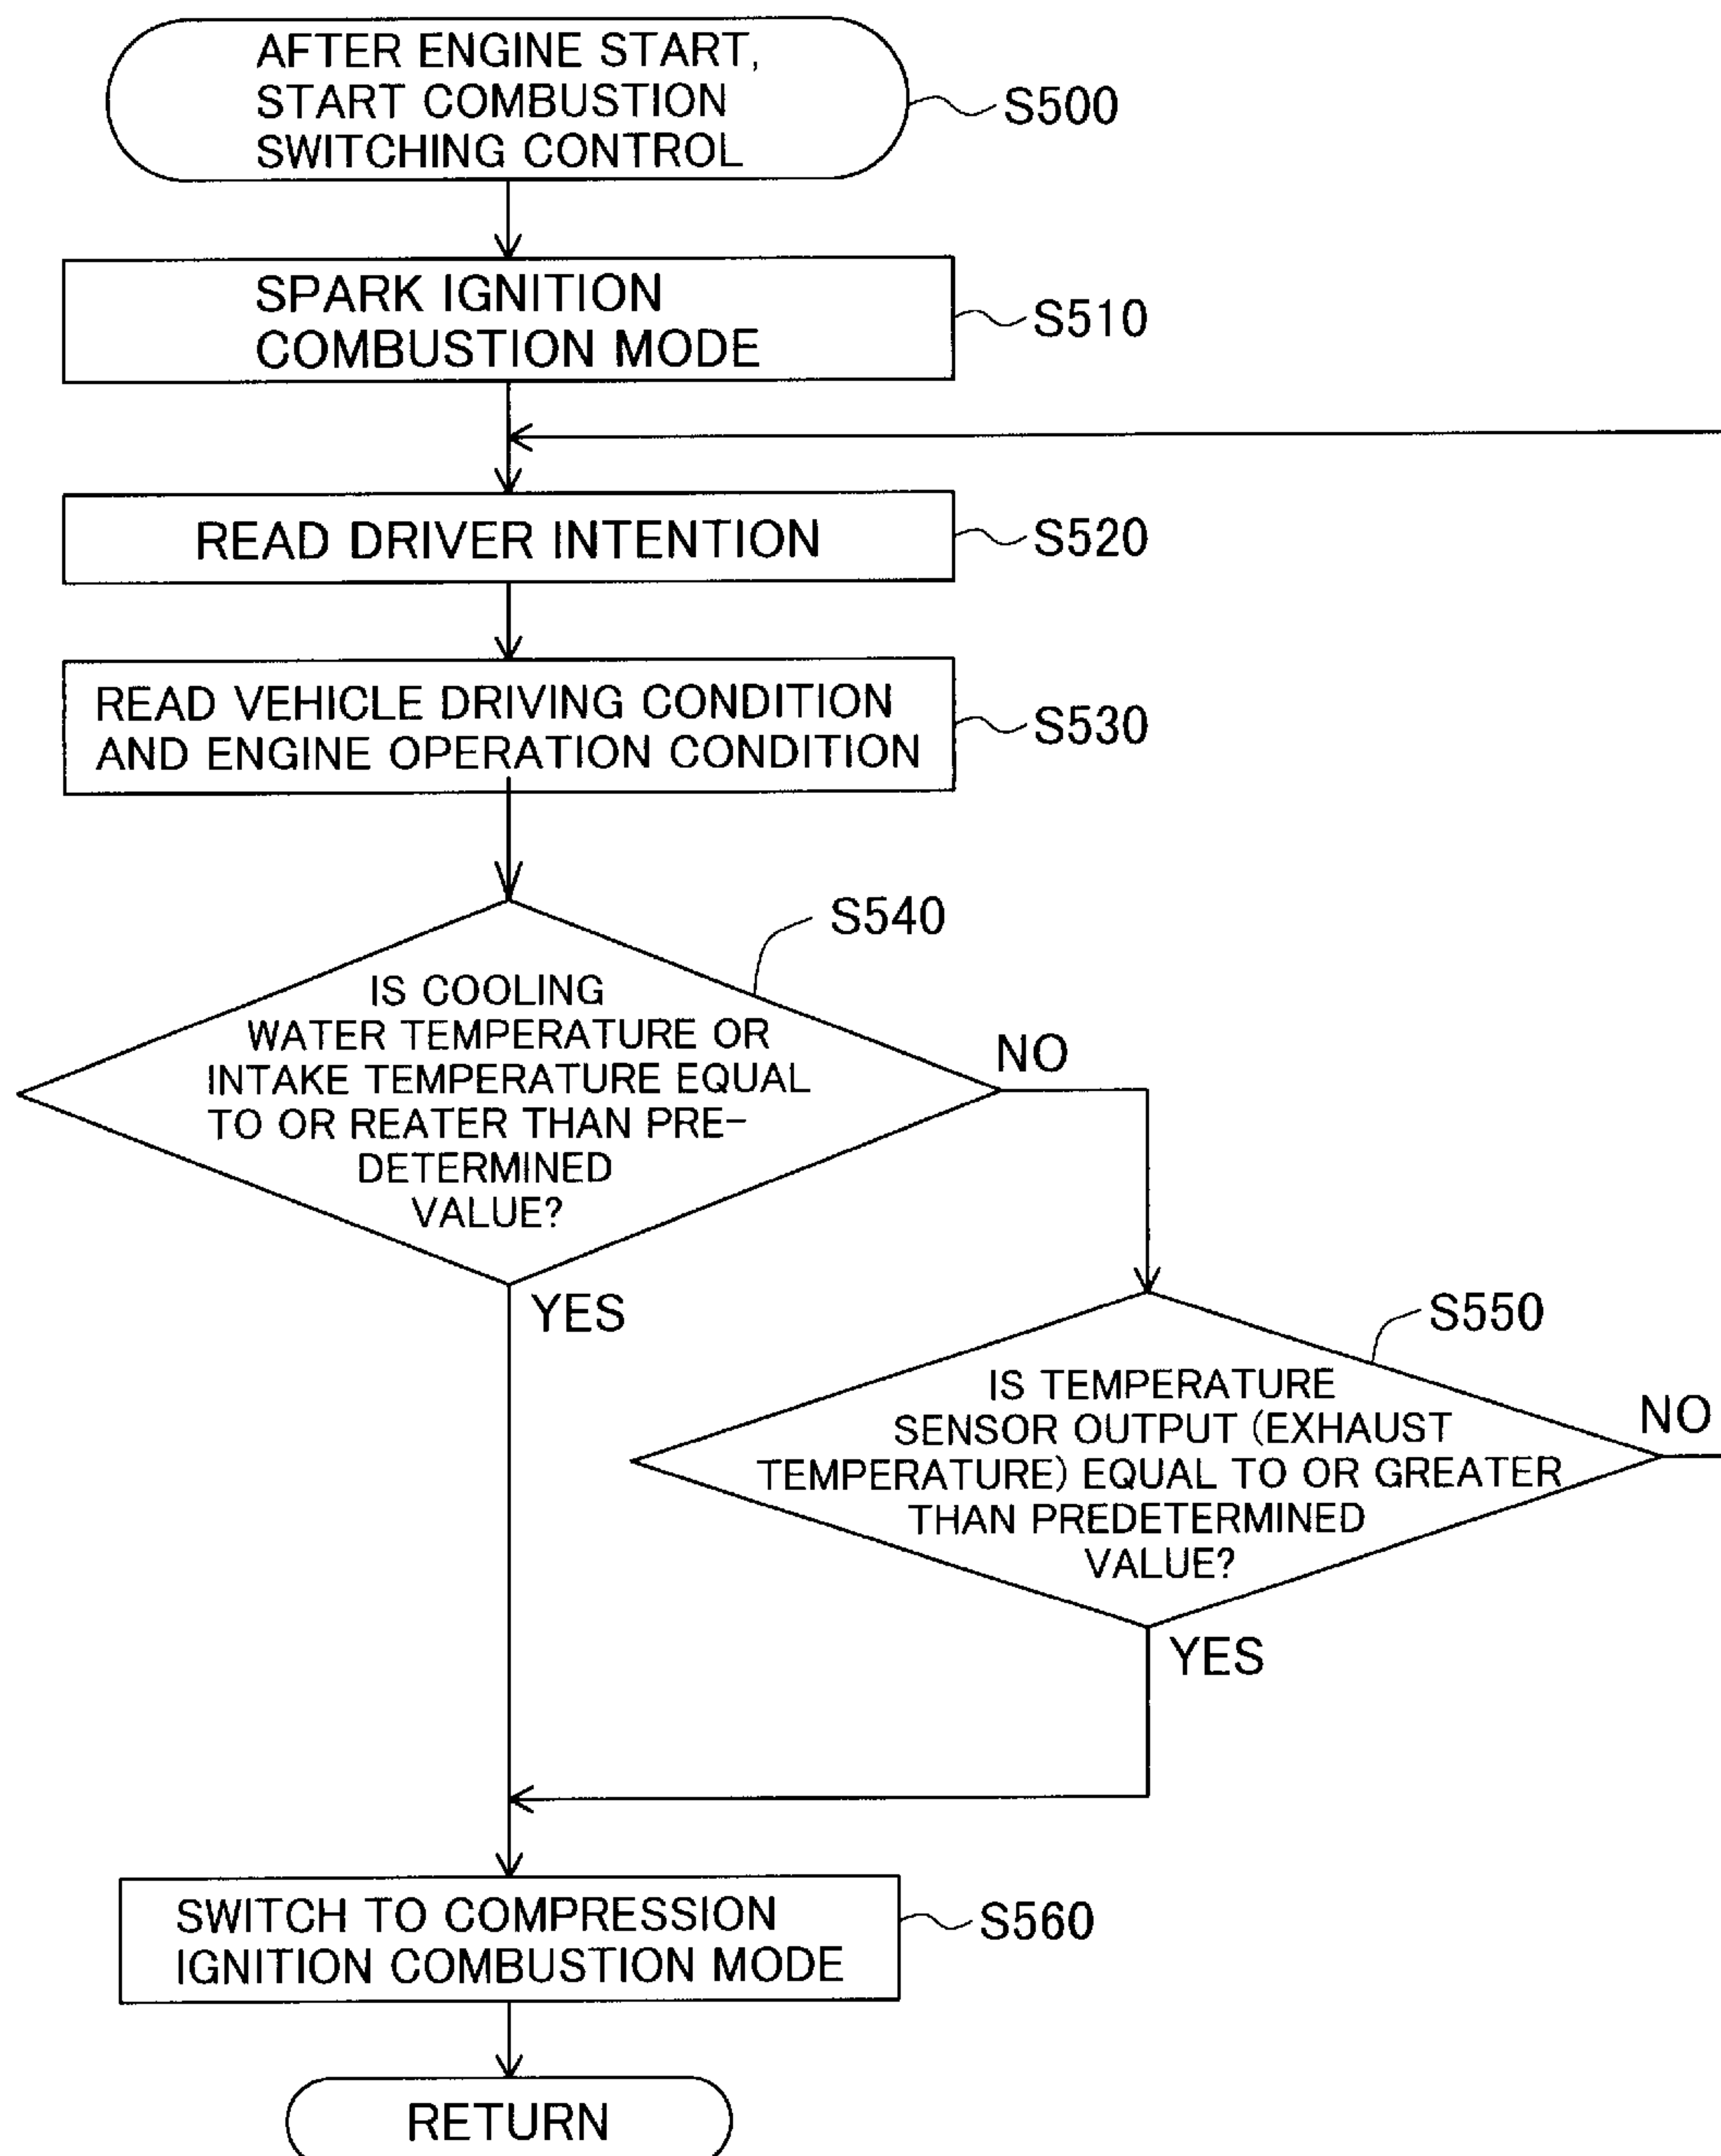 AFTER ENGINE START,
START COMBUSTION
SWITCHING CONTROL
S500
SPARK IGNITION
COMBUSTION MODE
S510
READ DRIVER INTENTION
S520
READ VEHICLE DRIVING CONDITION
AND ENGINE OPERATION CONDITION
S530
S540
IS COOLING
WATER TEMPERATURE OR
INTAKE TEMPERATURE EQUAL
TO OR REATER THAN PRE-
DETERMINED
VALUE?
NO
YES
S550
IS TEMPERATURE
SENSOR OUTPUT (EXHAUST
TEMPERATURE) EQUAL TO OR GREATER
THAN PREDETERMINED
VALUE?
NO
YES
SWITCH TO COMPRESSION
IGNITION COMBUSTION MODE
S560
RETURN